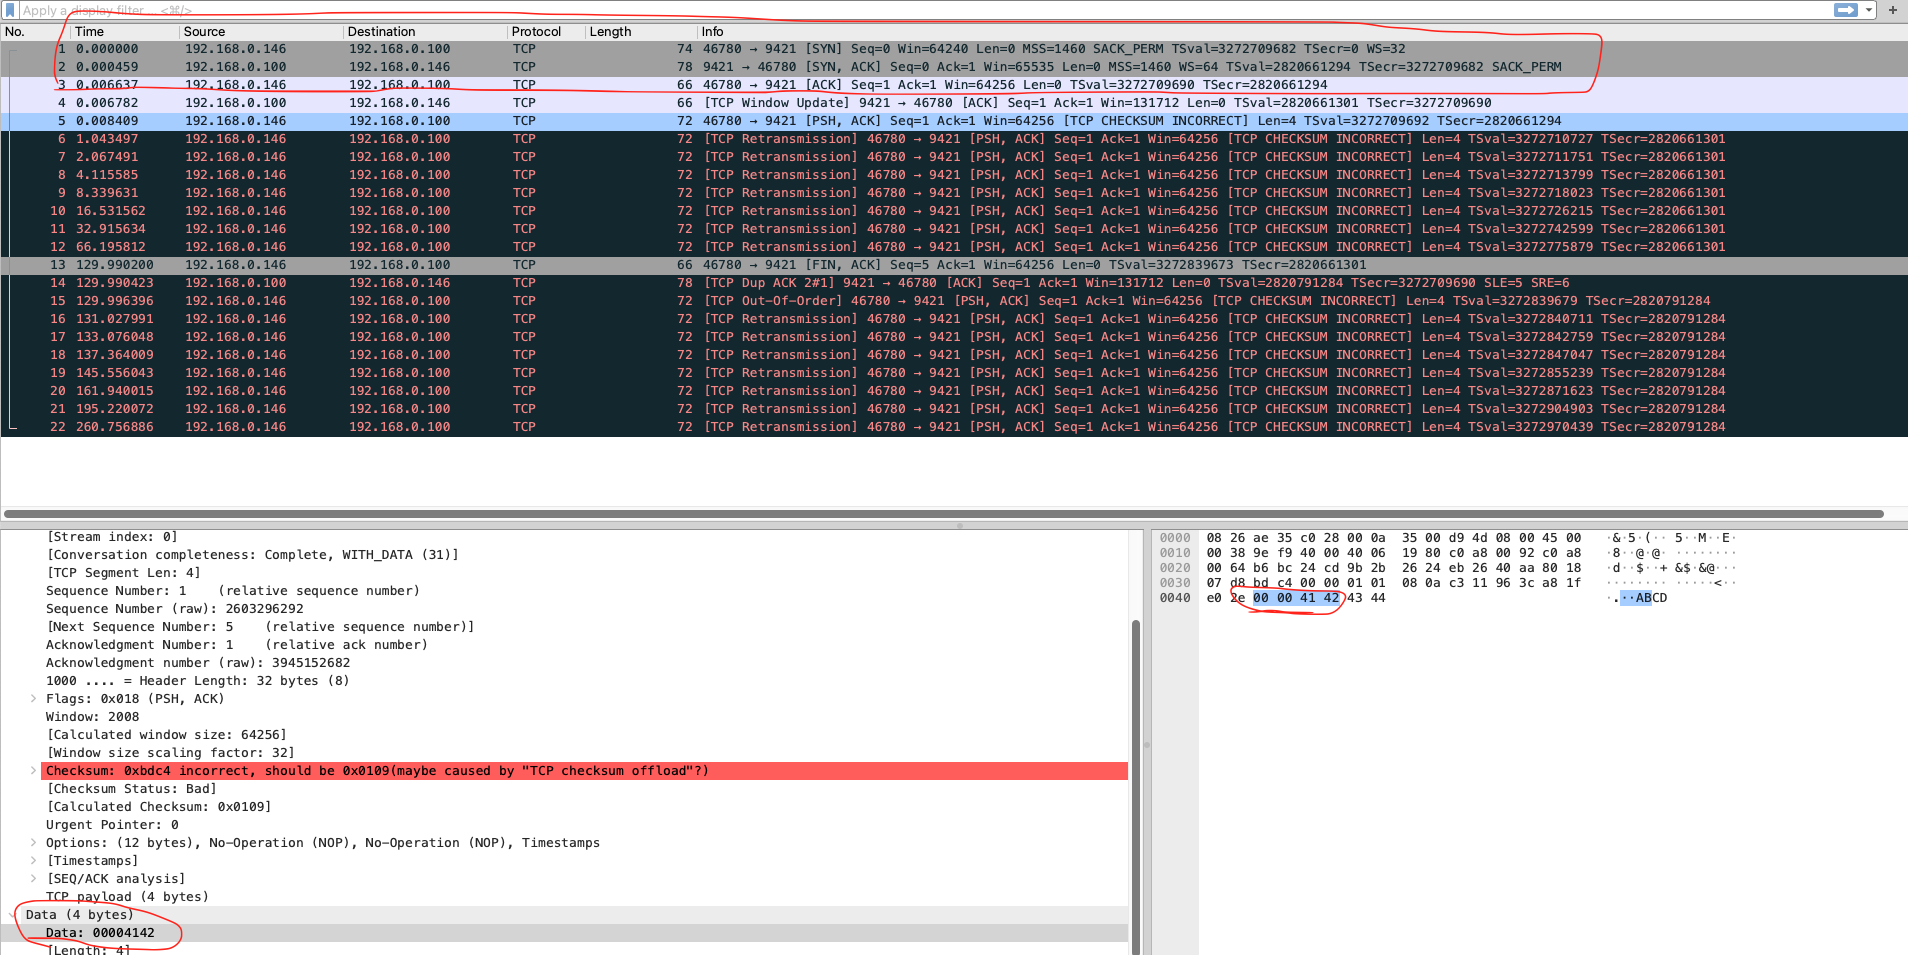 Apply a display filter ... <⌘/>
No. Time Source Destination Protocol Length Info
1 0.000000 192.168.0.146 192.168.0.100 TCP 74 46780 → 9421 [SYN] Seq=0 Win=64240 Len=0 MSS=1460 SACK_PERM TSval=3272709682 TSecr=0 WS=32
2 0.000459 192.168.0.100 192.168.0.146 TCP 78 9421 → 46780 [SYN, ACK] Seq=0 Ack=1 Win=65535 Len=0 MSS=1460 WS=64 TSval=2820661294 TSecr=3272709682 SACK_PERM
3 0.006637 192.168.0.146 192.168.0.100 TCP 66 46780 → 9421 [ACK] Seq=1 Ack=1 Win=64256 Len=0 TSval=3272709690 TSecr=2820661294
4 0.006782 192.168.0.100 192.168.0.146 TCP 66 [TCP Window Update] 9421 → 46780 [ACK] Seq=1 Ack=1 Win=131712 Len=0 TSval=2820661301 TSecr=3272709690
5 0.008409 192.168.0.146 192.168.0.100 TCP 72 46780 → 9421 [PSH, ACK] Seq=1 Ack=1 Win=64256 [TCP CHECKSUM INCORRECT] Len=4 TSval=3272709692 TSecr=2820661294
6 1.043497 192.168.0.146 192.168.0.100 TCP 72 [TCP Retransmission] 46780 → 9421 [PSH, ACK] Seq=1 Ack=1 Win=64256 [TCP CHECKSUM INCORRECT] Len=4 TSval=3272710727 TSecr=2820661301
7 2.067491 192.168.0.146 192.168.0.100 TCP 72 [TCP Retransmission] 46780 → 9421 [PSH, ACK] Seq=1 Ack=1 Win=64256 [TCP CHECKSUM INCORRECT] Len=4 TSval=3272711751 TSecr=2820661301
8 4.115585 192.168.0.146 192.168.0.100 TCP 72 [TCP Retransmission] 46780 → 9421 [PSH, ACK] Seq=1 Ack=1 Win=64256 [TCP CHECKSUM INCORRECT] Len=4 TSval=3272713799 TSecr=2820661301
9 8.339631 192.168.0.146 192.168.0.100 TCP 72 [TCP Retransmission] 46780 → 9421 [PSH, ACK] Seq=1 Ack=1 Win=64256 [TCP CHECKSUM INCORRECT] Len=4 TSval=3272718023 TSecr=2820661301
10 16.531562 192.168.0.146 192.168.0.100 TCP 72 [TCP Retransmission] 46780 → 9421 [PSH, ACK] Seq=1 Ack=1 Win=64256 [TCP CHECKSUM INCORRECT] Len=4 TSval=3272726215 TSecr=2820661301
11 32.915634 192.168.0.146 192.168.0.100 TCP 72 [TCP Retransmission] 46780 → 9421 [PSH, ACK] Seq=1 Ack=1 Win=64256 [TCP CHECKSUM INCORRECT] Len=4 TSval=3272742599 TSecr=2820661301
12 66.195812 192.168.0.146 192.168.0.100 TCP 72 [TCP Retransmission] 46780 → 9421 [PSH, ACK] Seq=1 Ack=1 Win=64256 [TCP CHECKSUM INCORRECT] Len=4 TSval=3272775879 TSecr=2820661301
13 129.990200 192.168.0.146 192.168.0.100 TCP 66 46780 → 9421 [FIN, ACK] Seq=5 Ack=1 Win=64256 Len=0 TSval=3272839673 TSecr=2820661301
14 129.990423 192.168.0.100 192.168.0.146 TCP 78 [TCP Dup ACK 2#1] 9421 → 46780 [ACK] Seq=1 Ack=1 Win=131712 Len=0 TSval=2820791284 TSecr=3272709690 SLE=5 SRE=6
15 129.996396 192.168.0.146 192.168.0.100 TCP 72 [TCP Out-Of-Order] 46780 → 9421 [PSH, ACK] Seq=1 Ack=1 Win=64256 [TCP CHECKSUM INCORRECT] Len=4 TSval=3272839679 TSecr=2820791284
16 131.027991 192.168.0.146 192.168.0.100 TCP 72 [TCP Retransmission] 46780 → 9421 [PSH, ACK] Seq=1 Ack=1 Win=64256 [TCP CHECKSUM INCORRECT] Len=4 TSval=3272840711 TSecr=2820791284
17 133.076048 192.168.0.146 192.168.0.100 TCP 72 [TCP Retransmission] 46780 → 9421 [PSH, ACK] Seq=1 Ack=1 Win=64256 [TCP CHECKSUM INCORRECT] Len=4 TSval=3272842759 TSecr=2820791284
18 137.364009 192.168.0.146 192.168.0.100 TCP 72 [TCP Retransmission] 46780 → 9421 [PSH, ACK] Seq=1 Ack=1 Win=64256 [TCP CHECKSUM INCORRECT] Len=4 TSval=3272847047 TSecr=2820791284
19 145.556043 192.168.0.146 192.168.0.100 TCP 72 [TCP Retransmission] 46780 → 9421 [PSH, ACK] Seq=1 Ack=1 Win=64256 [TCP CHECKSUM INCORRECT] Len=4 TSval=3272855239 TSecr=2820791284
20 161.940015 192.168.0.146 192.168.0.100 TCP 72 [TCP Retransmission] 46780 → 9421 [PSH, ACK] Seq=1 Ack=1 Win=64256 [TCP CHECKSUM INCORRECT] Len=4 TSval=3272871623 TSecr=2820791284
21 195.220072 192.168.0.146 192.168.0.100 TCP 72 [TCP Retransmission] 46780 → 9421 [PSH, ACK] Seq=1 Ack=1 Win=64256 [TCP CHECKSUM INCORRECT] Len=4 TSval=3272904903 TSecr=2820791284
22 260.756886 192.168.0.146 192.168.0.100 TCP 72 [TCP Retransmission] 46780 → 9421 [PSH, ACK] Seq=1 Ack=1 Win=64256 [TCP CHECKSUM INCORRECT] Len=4 TSval=3272970439 TSecr=2820791284
[Stream index: 0]
[Conversation completeness: Complete, WITH_DATA (31)]
[TCP Segment Len: 4]
Sequence Number: 1 (relative sequence number)
Sequence Number (raw): 2603296292
[Next Sequence Number: 5 (relative sequence number)]
Acknowledgment Number: 1 (relative ack number)
Acknowledgment number (raw): 3945152682
1000 .... = Header Length: 32 bytes (8)
Flags: 0x018 (PSH, ACK)
Window: 2008
[Calculated window size: 64256]
[Window size scaling factor: 32]
Checksum: 0xbdc4 incorrect, should be 0x0109(maybe caused by "TCP checksum offload"?)
[Checksum Status: Bad]
[Calculated Checksum: 0x0109]
Urgent Pointer: 0
Options: (12 bytes), No-Operation (NOP), No-Operation (NOP), Timestamps
[Timestamps]
[SEQ/ACK analysis]
TCP payload (4 bytes)
Data (4 bytes)
Data: 00004142
[Length: 4]
0000 08 26 ae 35 c0 28 00 0a 35 00 d9 4d 08 00 45 00 ·&·5·(·· 5··M··E·
0010 00 38 9e f9 40 00 40 06 19 80 c0 a8 00 92 c0 a8 ·8··@·@· ········
0020 00 64 b6 bc 24 cd 9b 2b 26 24 eb 26 40 aa 80 18 ·d··$··+ &$·&@···
0030 07 d8 bd c4 00 00 01 01 08 0a c3 11 96 3c a8 1f ········ ·····<··
0040 e0 2e 00 00 41 42 43 44 ·.··ABCD